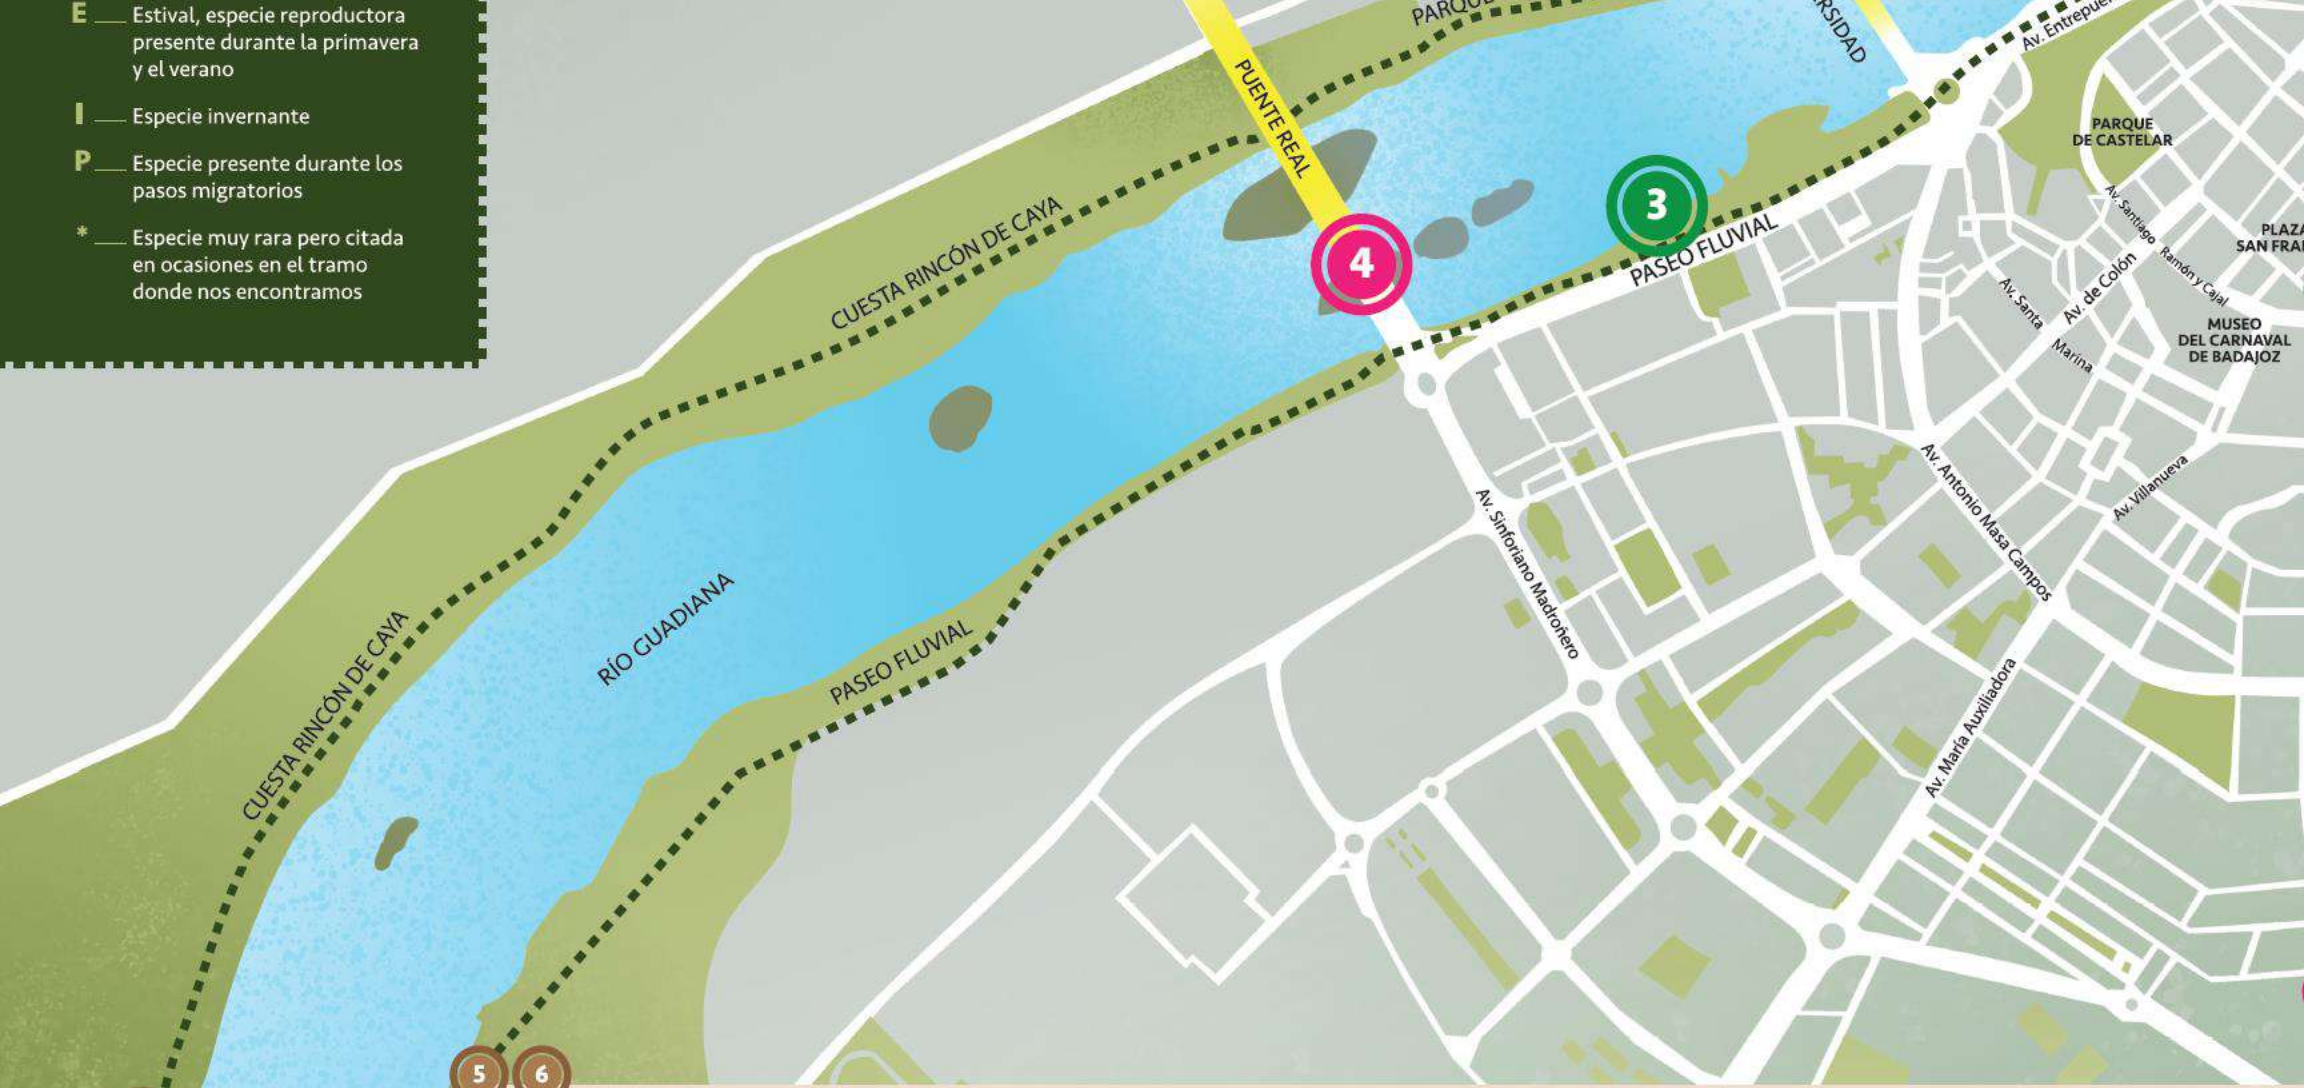 E Estival, especie reproductora
presente durante la primavera
y el verano
I Especie invernante
P Especie presente durante los
pasos migratorios
* Especie muy rara pero citada
en ocasiones en el tramo
donde nos encontramos
PUENTE REAL
CUESTA RINCÓN DE CAYA
CUESTA RINCÓN DE CAYA
RÍO GUADIANA
PASEO FLUVIAL
PASEO FLUVIAL
3
4
5
6
PARQUE
DE CASTELAR
Av. Santiago Ramón y Cajal
Av. de Colón
Av. Santa
Marina
MUSEO
DEL CARNAVAL
DE BADAJOZ
PLAZA
Av. Villanueva
Av. Antonio Masa Campos
Av. Sinforiano Madroñero
Av. María Auxiliadora